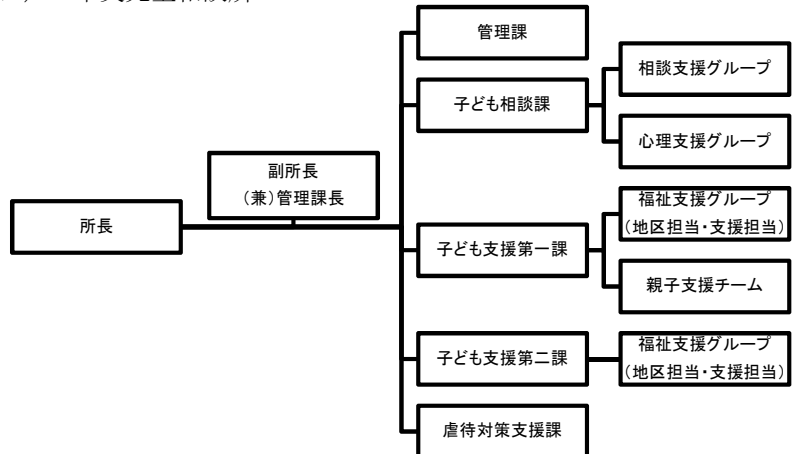 管理課
相談支援グループ
子ども相談課
心理支援グループ
副所長
(兼)管理課長
所長
福祉支援グループ
(地区担当・支援担当)
子ども支援第一課
親子支援チーム
子ども支援第二課
福祉支援グループ
(地区担当・支援担当)
虐待対策支援課